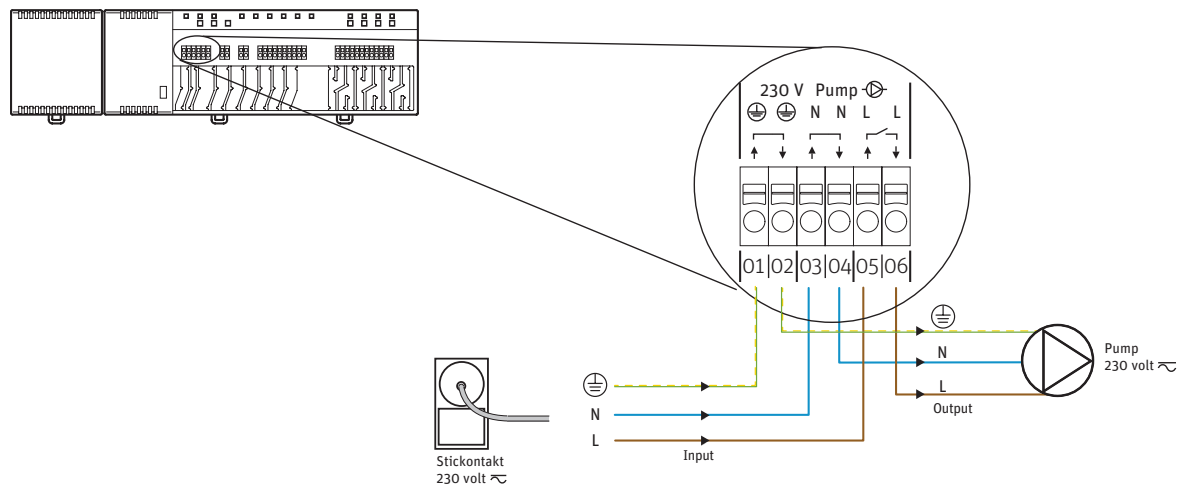 230 V Pump
N N L L
01 02 03 04 05 06
N
L
Output
Pump
230 volt
N
L
Input
Stickontakt
230 volt